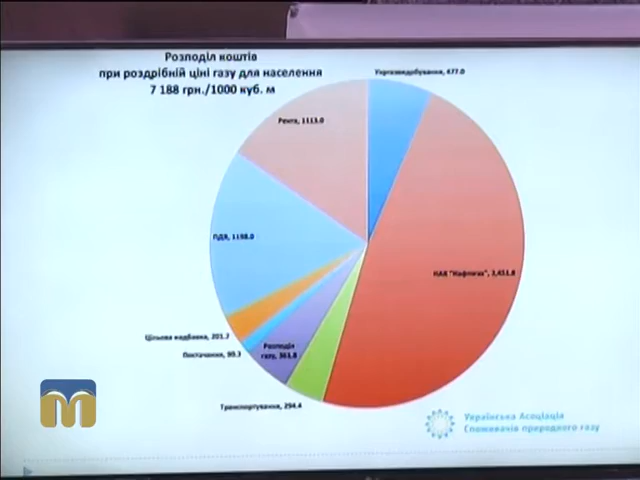 Розподіл коштів
при роздрібній ціні газу для населення
7 188 грн./1000 куб. м
Укргазвидобування, 477.0
Рента, 1113.0
ПДВ, 1198.0
НАК "Нафтогаз", 3,451.8
Цільова надбавка, 201.7
Постачання, 90.3
Розподіл
газу, 361.8
Транспортування, 294.4
Українська Асоціація
Споживачів природного газу